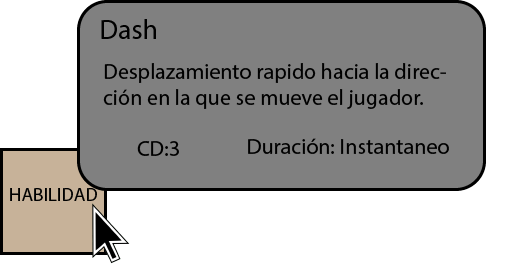 Dash
Desplazamiento rapido hacia la direc-
ción en la que se mueve el jugador.
CD:3 Duración: Instantaneo
HABILIDAD